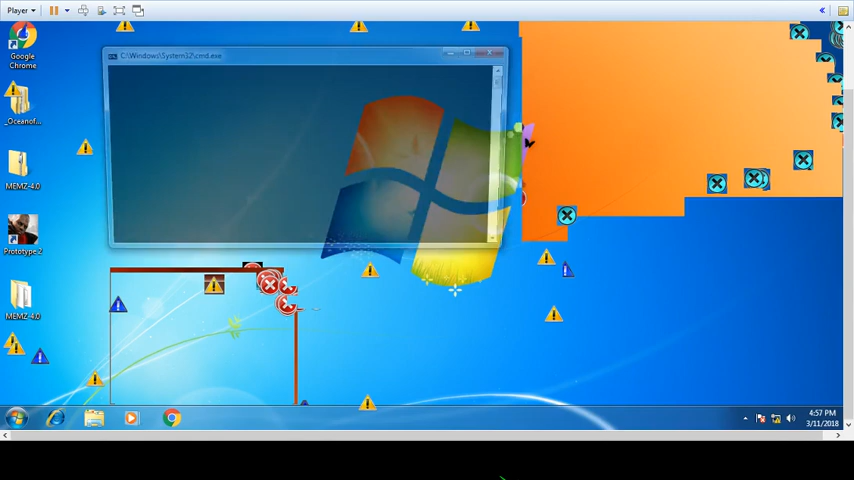 Player
C:\Windows\System32\cmd.exe
Google
Chrome
_Oceanof...
MEMZ-4.0
Prototype 2
MEMZ-4.0
4:57 PM
3/11/2018